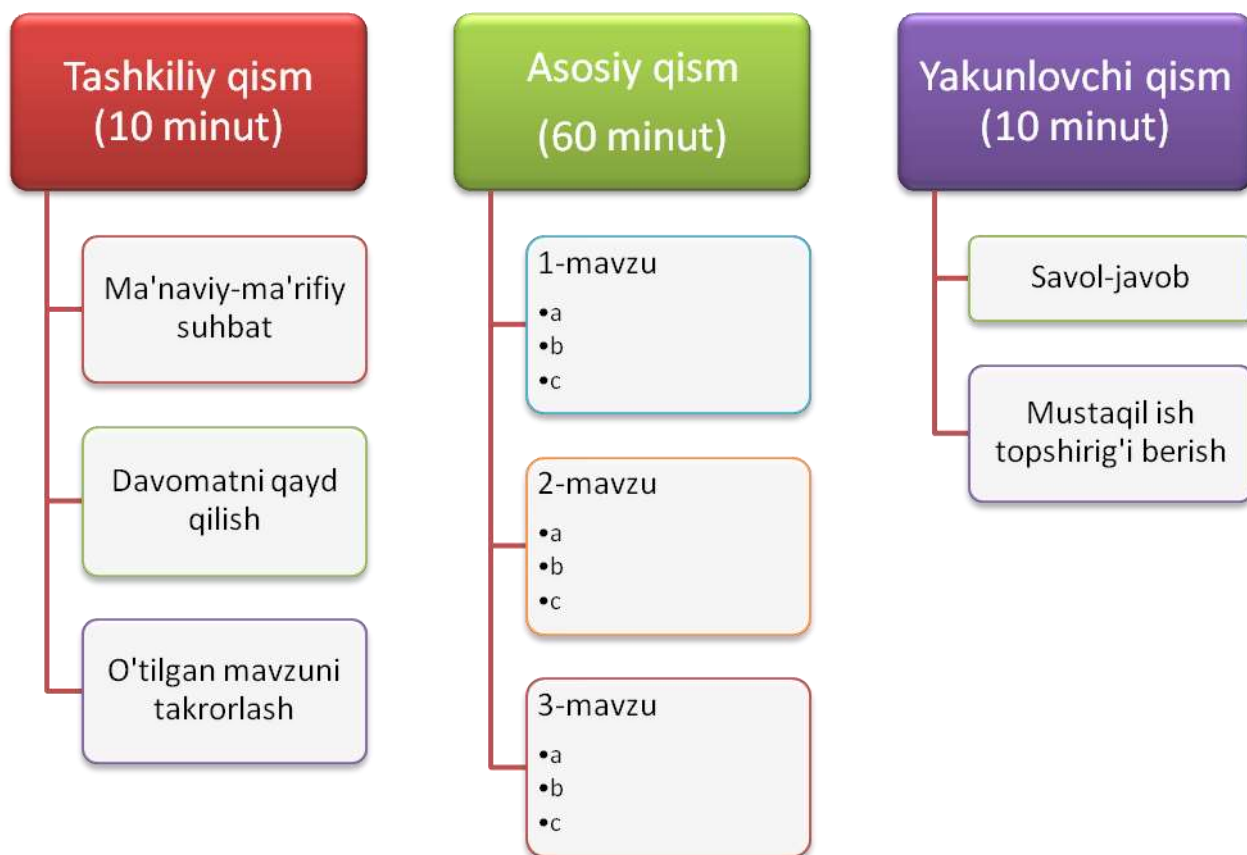 Tashkiliy qism
(10 minut)
Ma'naviy-ma'rifiy
suhbat
Davomatni qayd
qilish
O'tilgan mavzuni
takrorlash
Asosiy qism
(60 minut)
1-mavzu
•a
•b
•c
2-mavzu
•a
•b
•c
3-mavzu
•a
•b
•c
Yakunlovchi qism
(10 minut)
Savol-javob
Mustaqil ish
topshirig'i berish